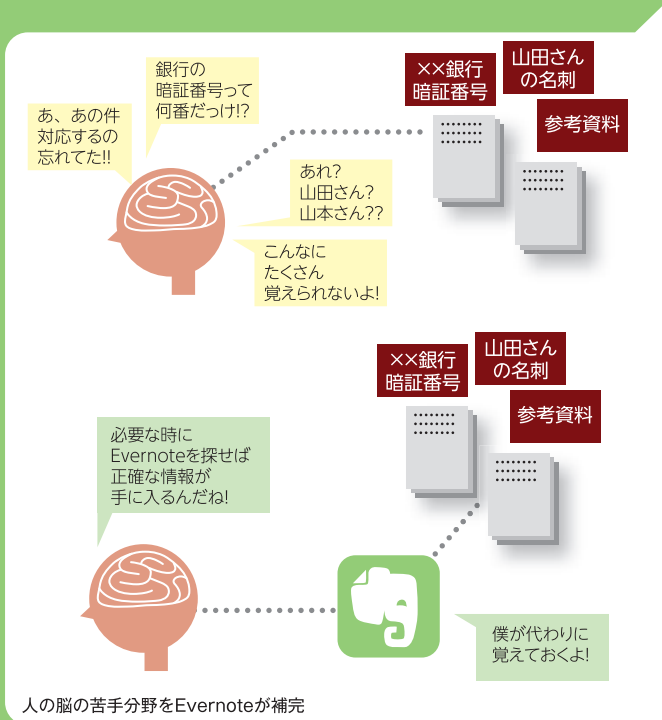 銀行の
暗証番号って
何番だっけ!?
あ、あの件
対応するの
忘れてた!!
あれ?
山田さん?
山本さん??
こんなに
たくさん
覚えられないよ!
××銀行
暗証番号
山田さん
の名刺
参考資料
××銀行
暗証番号
山田さん
の名刺
参考資料
必要な時に
Evernoteを探せば
正確な情報が
手に入るんだね!
僕が代わりに
覚えておくよ!
人の脳の苦手分野をEvernoteが補完